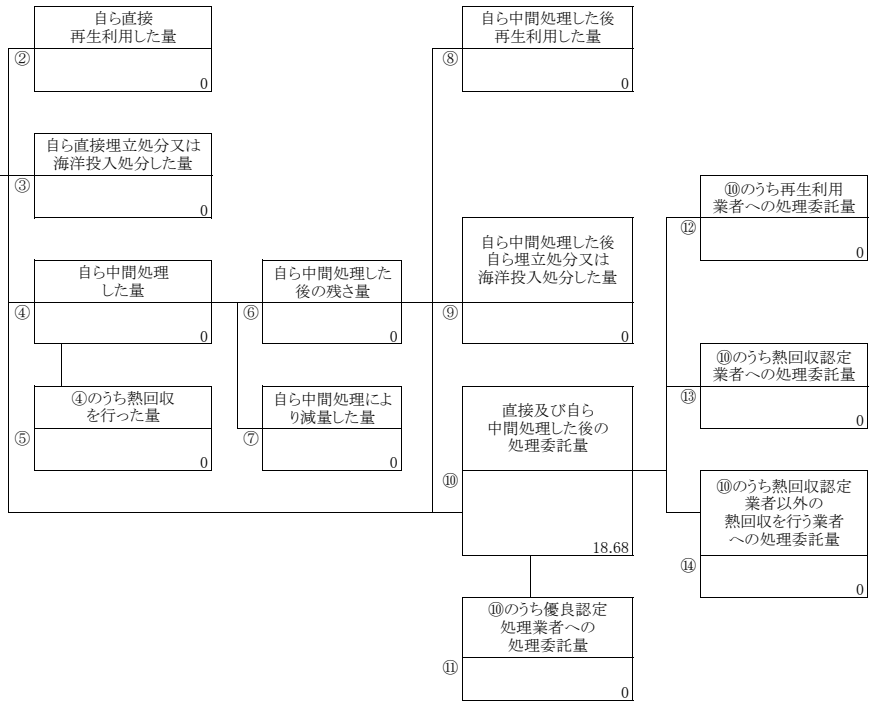 自ら直接
再生利用した量
②
0
自ら直接埋立処分又は
海洋投入処分した量
③
0
自ら中間処理
した量
④
0
④のうち熱回収
を行った量
⑤
0
自ら中間処理した
後の残さ量
⑥
0
自ら中間処理によ
り減量した量
⑦
0
自ら中間処理した後
再生利用した量
⑧
0
自ら中間処理した後
自ら埋立処分又は
海洋投入処分した量
⑨
0
直接及び自ら
中間処理した後の
処理委託量
⑩
18.68
⑩のうち優良認定
処理業者への
処理委託量
⑪
0
⑩のうち再生利用
業者への処理委託量
⑫
0
⑩のうち熱回収認定
業者への処理委託量
⑬
0
⑩のうち熱回収認定
業者以外の
熱回収を行う業者
への処理委託量
⑭
0